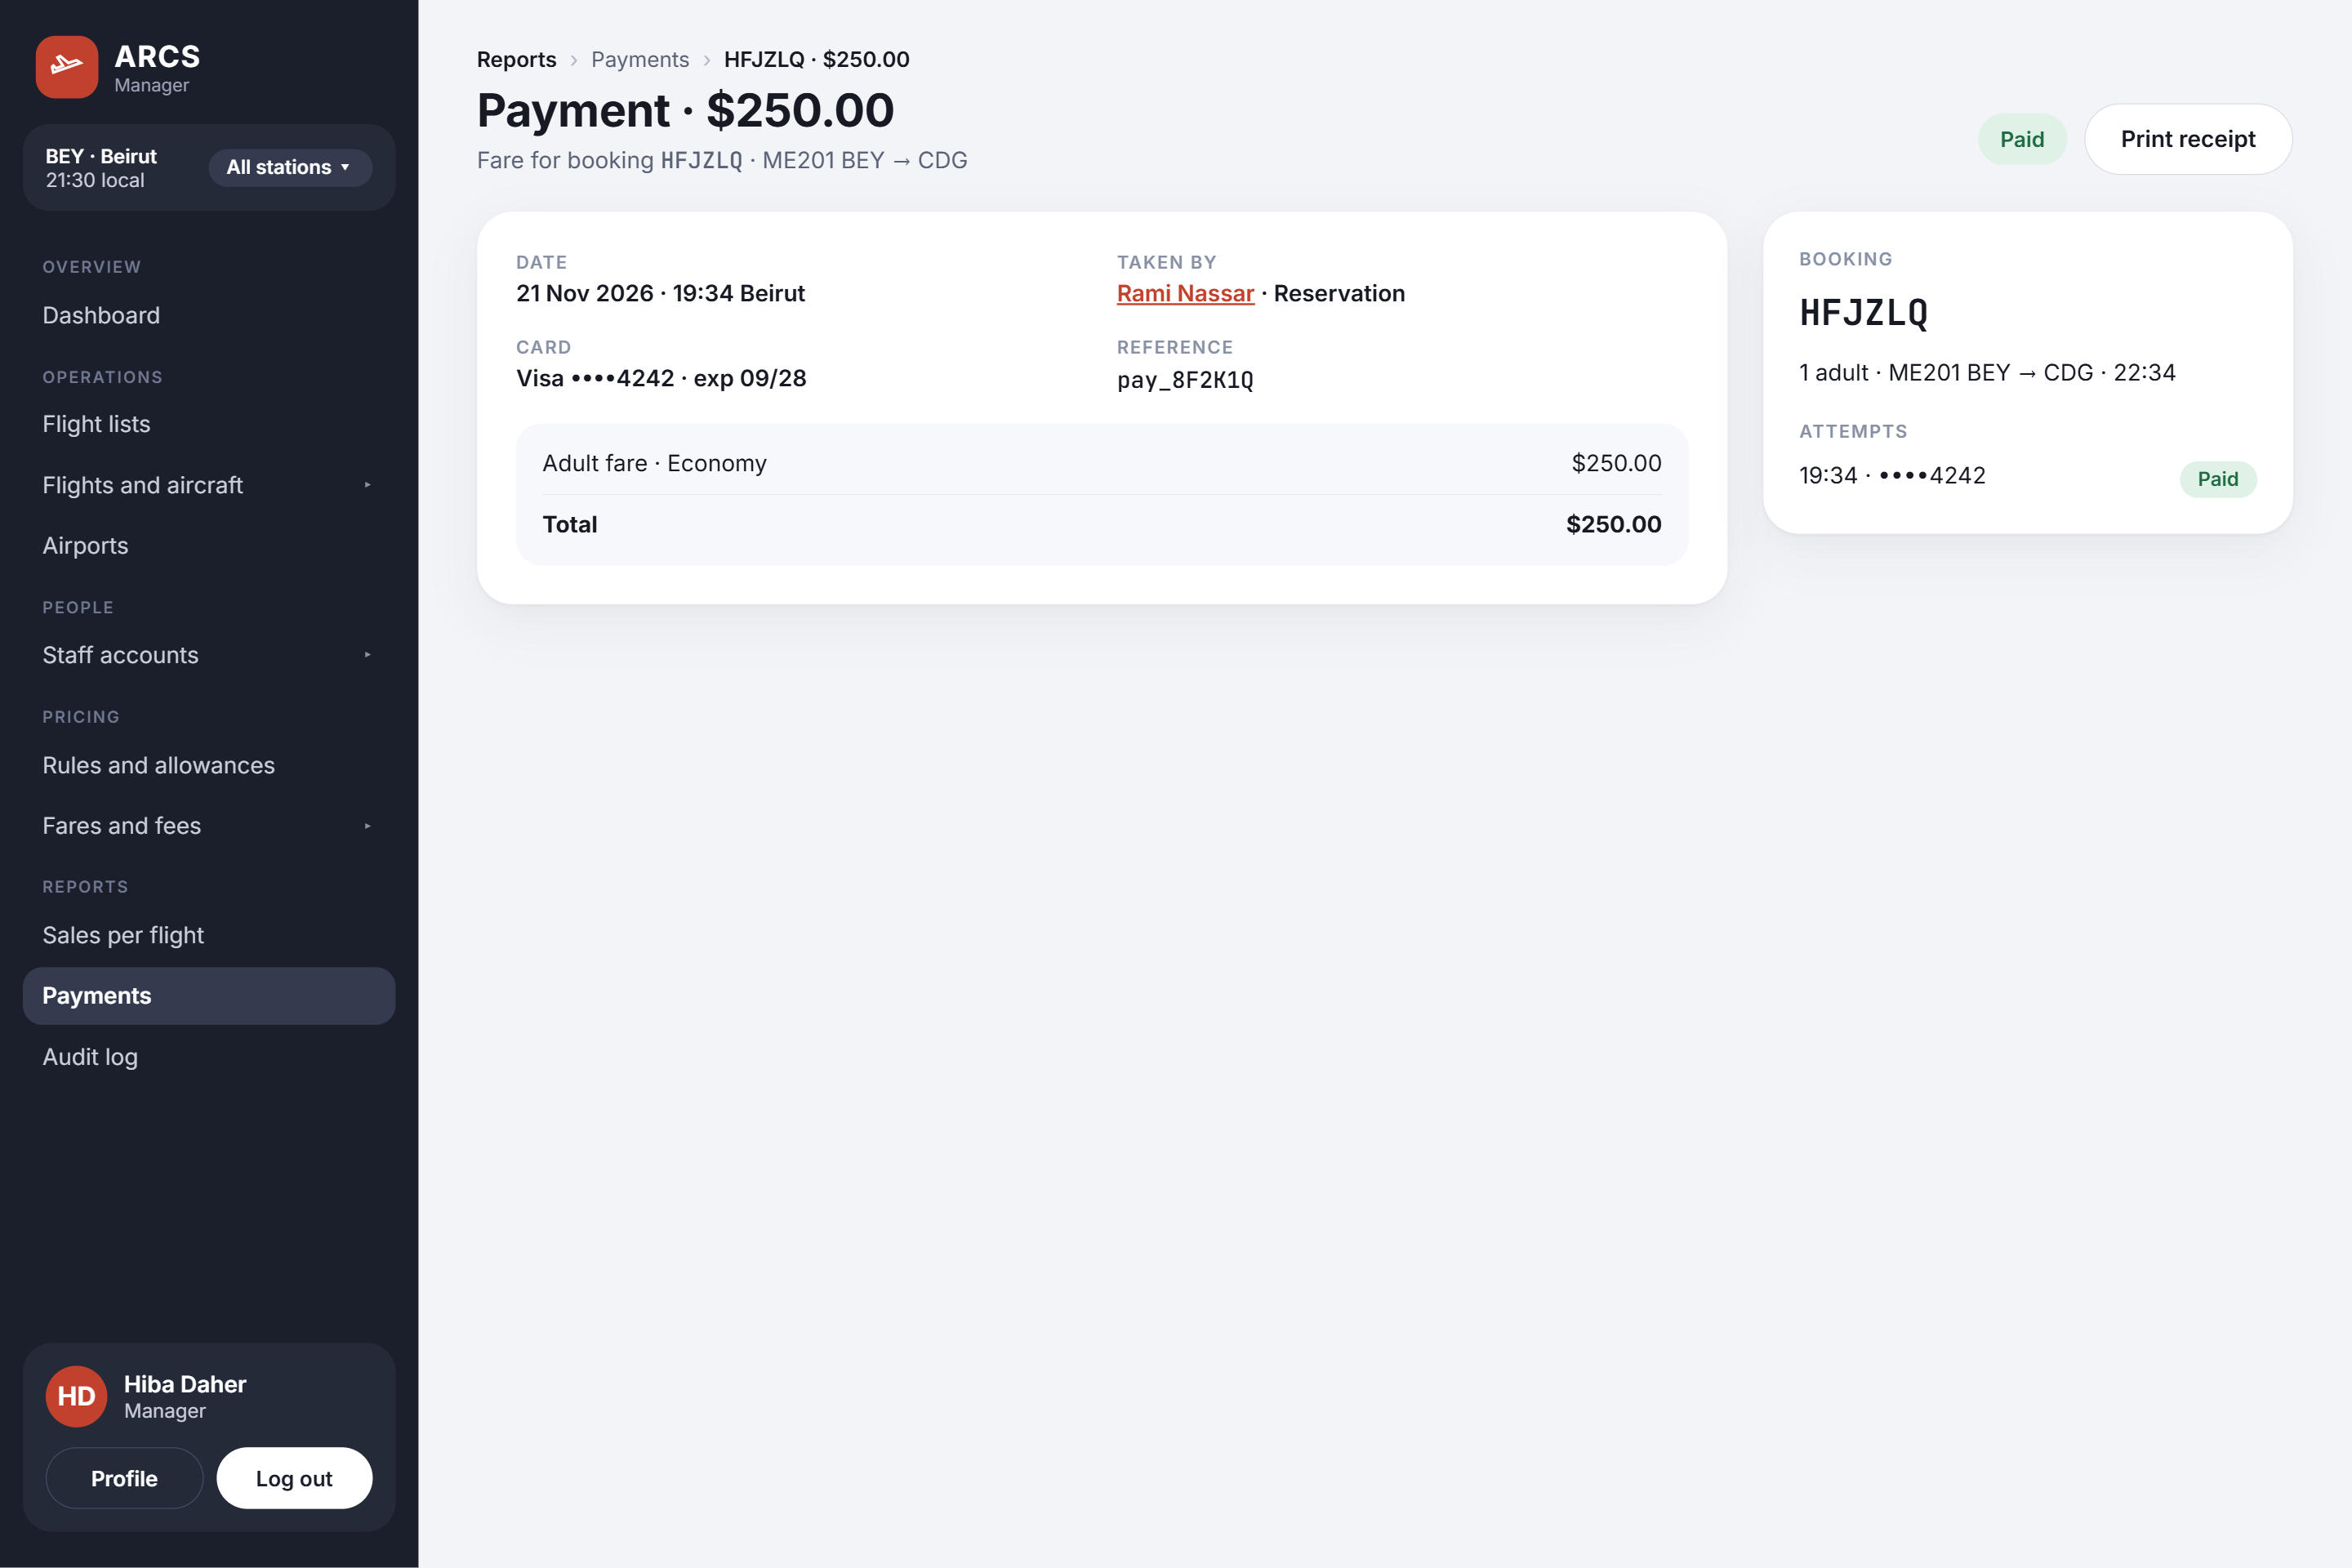 ARCS
Manager
BEY · Beirut
21:30 local
All stations ▾
OVERVIEW
Dashboard
OPERATIONS
Flight lists
Flights and aircraft ▸
Airports
PEOPLE
Staff accounts ▸
PRICING
Rules and allowances
Fares and fees ▸
REPORTS
Sales per flight
Payments
Audit log
HD
Hiba Daher
Manager
Profile
Log out
Reports › Payments › HFJZLQ · $250.00
Payment · $250.00
Fare for booking HFJZLQ · ME201 BEY → CDG
Paid
Print receipt
DATE
21 Nov 2026 · 19:34 Beirut
TAKEN BY
Rami Nassar · Reservation
CARD
Visa ••••4242 · exp 09/28
REFERENCE
pay_8F2K1Q
Adult fare · Economy $250.00
Total $250.00
BOOKING
HFJZLQ
1 adult · ME201 BEY → CDG · 22:34
ATTEMPTS
19:34 · ••••4242 Paid